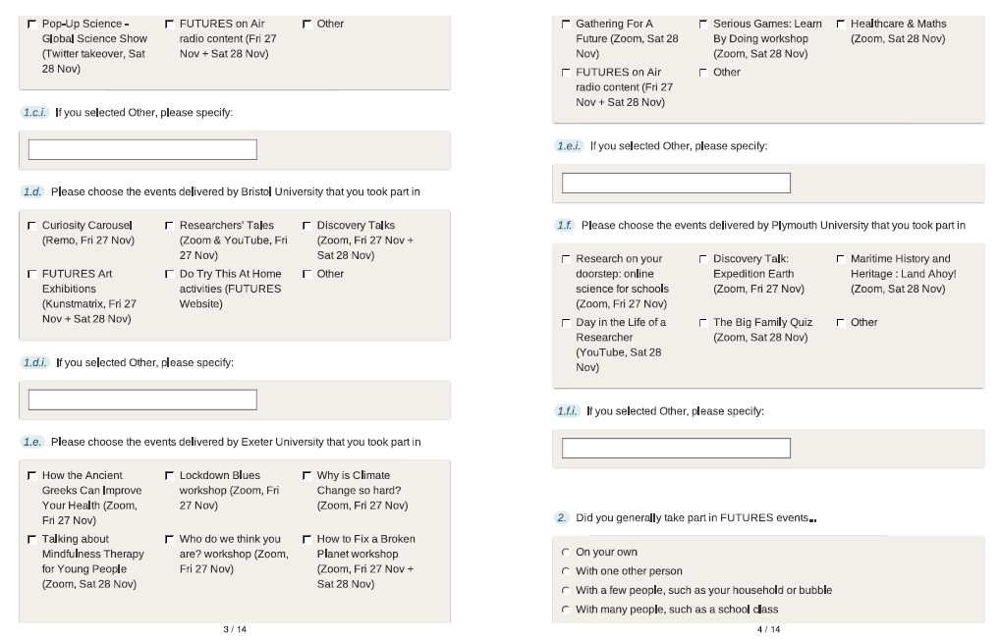 Pop-Up Science -
Global Science Show
(Twitter takeover, Sat
28 Nov)
FUTURES on Air
radio content (Fri 27
Nov + Sat 28 Nov)
Other
1.c.i. If you selected Other, please specify:
1.d. Please choose the events delivered by Bristol University that you took part in
Curiosity Carousel
(Remo, Fri 27 Nov)
Researchers' Tales
(Zoom & YouTube, Fri
27 Nov)
Discovery Talks
(Zoom, Fri 27 Nov +
Sat 28 Nov)
FUTURES Art
Exhibitions
(Kunstmatrix, Fri 27
Nov + Sat 28 Nov)
Do Try This At Home
activities (FUTURES
Website)
Other
1.d.i. If you selected Other, please specify:
1.e. Please choose the events delivered by Exeter University that you took part in
How the Ancient
Greeks Can Improve
Your Health (Zoom,
Fri 27 Nov)
Lockdown Blues
workshop (Zoom, Fri
27 Nov)
Why is Climate
Change so hard?
(Zoom, Fri 27 Nov)
Talking about
Mindfulness Therapy
for Young People
(Zoom, Sat 28 Nov)
Who do we think you
are? workshop (Zoom,
Fri 27 Nov)
How to Fix a Broken
Planet workshop
(Zoom, Fri 27 Nov +
Sat 28 Nov)
3 / 14
Gathering For A
Future (Zoom, Sat 28
Nov)
Serious Games: Learn
By Doing workshop
(Zoom, Sat 28 Nov)
Healthcare & Maths
(Zoom, Sat 28 Nov)
FUTURES on Air
radio content (Fri 27
Nov + Sat 28 Nov)
Other
1.e.i. If you selected Other, please specify:
1.f. Please choose the events delivered by Plymouth University that you took part in
Research on your
doorstep: online
science for schools
(Zoom, Fri 27 Nov)
Discovery Talk:
Expedition Earth
(Zoom, Fri 27 Nov)
Maritime History and
Heritage : Land Ahoy!
(Zoom, Sat 28 Nov)
Day in the Life of a
Researcher
(YouTube, Sat 28
Nov)
The Big Family Quiz
(Zoom, Sat 28 Nov)
Other
1.f.i. If you selected Other, please specify:
2. Did you generally take part in FUTURES events...
On your own
With one other person
With a few people, such as your household or bubble
With many people, such as a school class
4 / 14